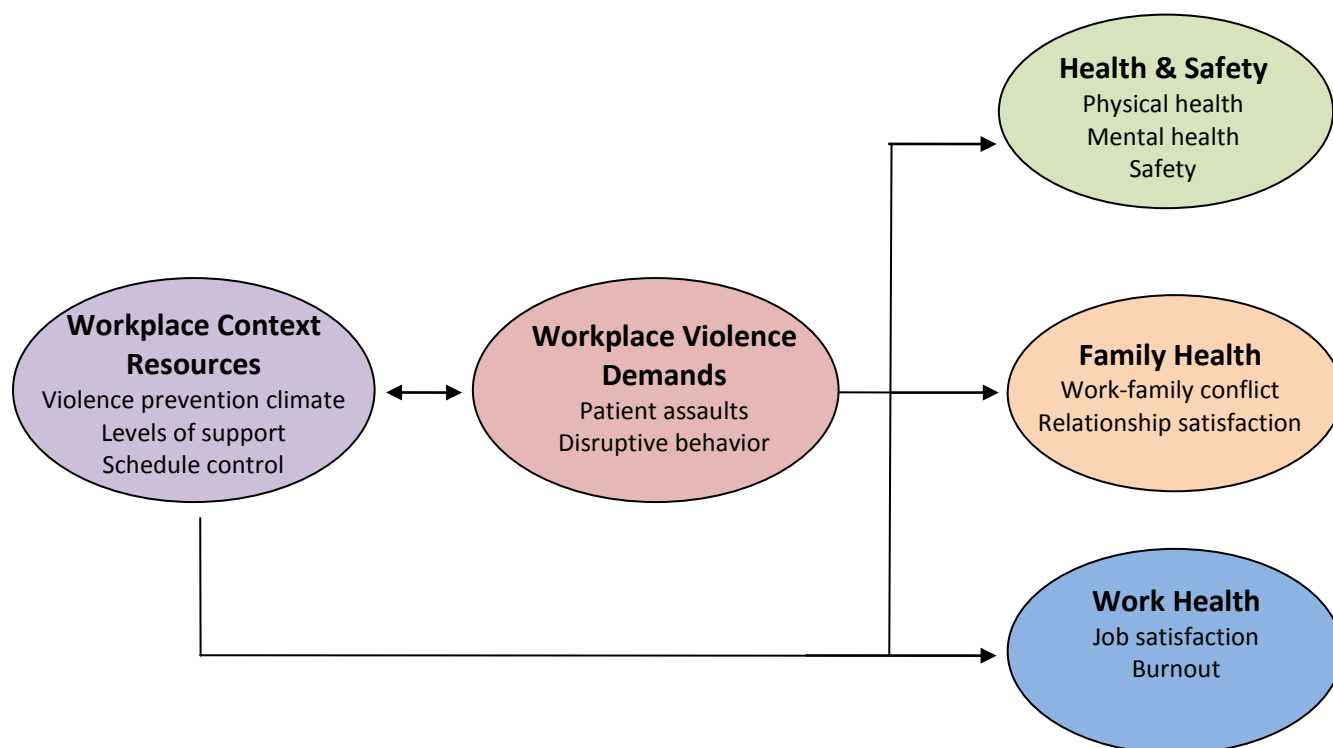 Health & Safety
Physical health
Mental health
Safety
Workplace Context
Resources
Violence prevention climate
Levels of support
Schedule control
Workplace Violence
Demands
Patient assaults
Disruptive behavior
Family Health
Work-family conflict
Relationship satisfaction
Work Health
Job satisfaction
Burnout